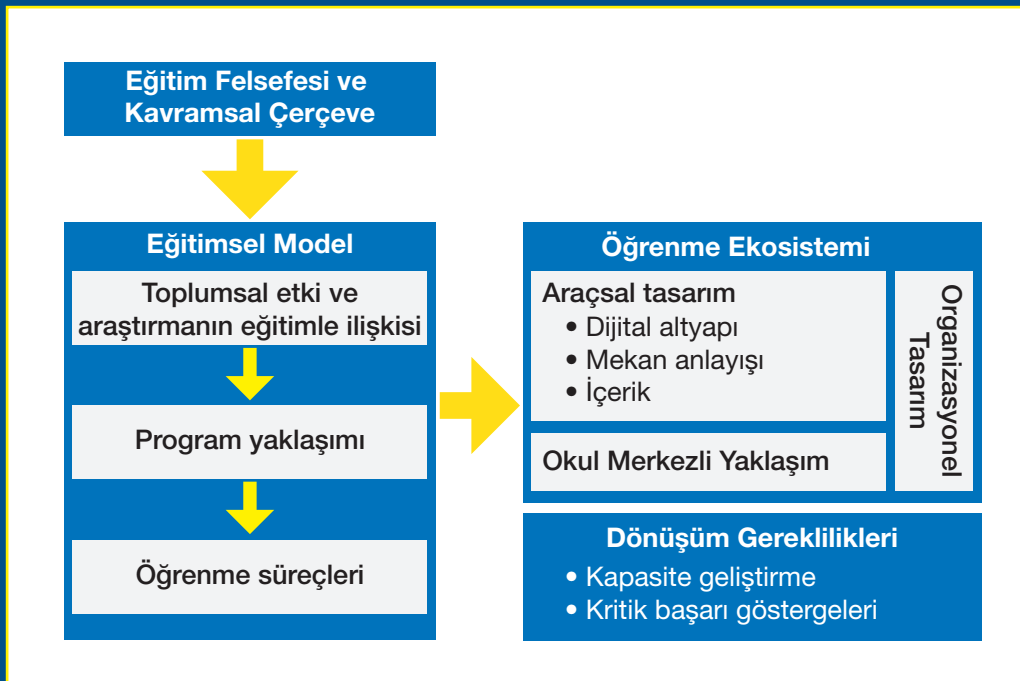 Eğitim Felsefesi ve
Kavramsal Çerçeve
Eğitimsel Model
Toplumsal etki ve
araştırmanın eğitimle ilişkisi
Program yaklaşımı
Öğrenme süreçleri
Öğrenme Ekosistemi
Araçsal tasarım
• Dijital altyapı
• Mekan anlayışı
• İçerik
Okul Merkezli Yaklaşım
Organizasyonel
Tasarım
Dönüşüm Gereklilikleri
• Kapasite geliştirme
• Kritik başarı göstergeleri